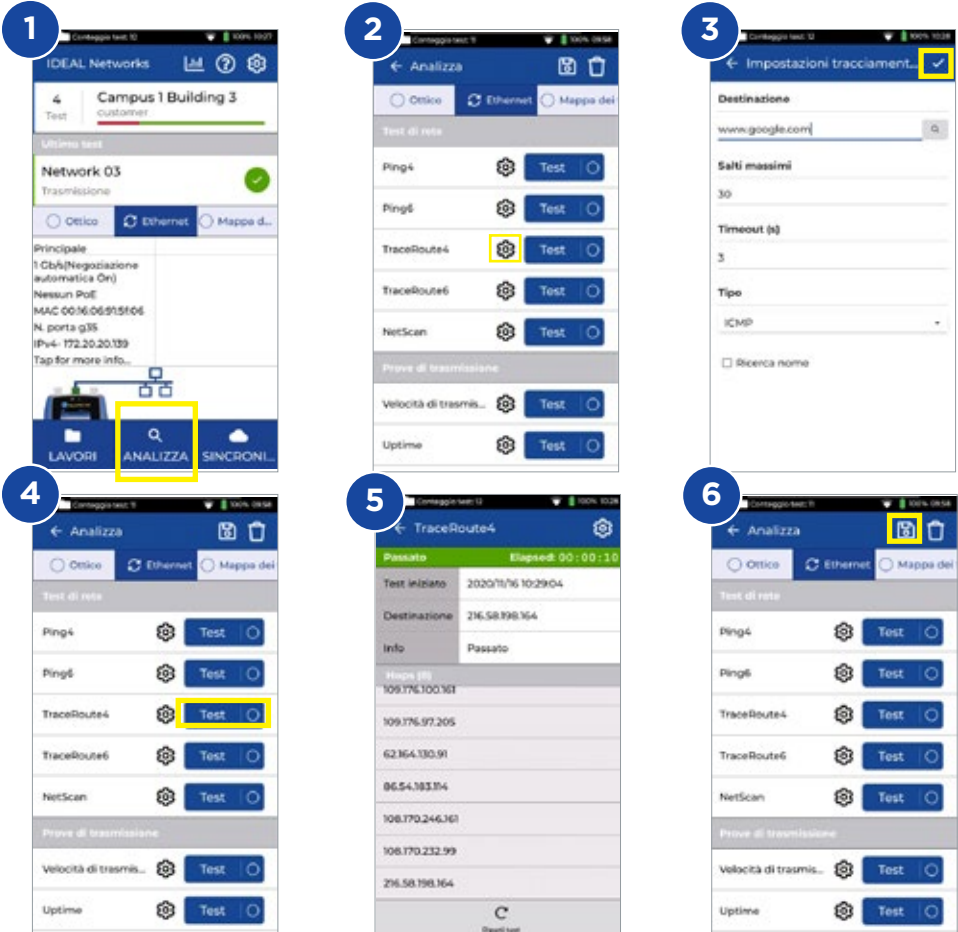 1
Conteggio test: 12 100% 10:27
IDEAL Networks
4 Campus 1 Building 3
Test customer
Ultimo test
Network 03
Trasmissione
Ottico Ethernet Mappa d...
Principale
1 Gb/s(Negoziazione
automatica On)
Nessun PoE
MAC 00:16:06:91:5f:06
N. porta g35
IPv4- 172.20.20.139
Tap for more info...
LAVORI ANALIZZA SINCRONI...
2
Conteggio test: 11 100% 09:58
Analizza
Ottico Ethernet Mappa dei
Test di rete
Ping4 Test
Ping6 Test
TraceRoute4 Test
TraceRoute6 Test
NetScan Test
Prove di trasmissione
Velocità di trasmis... Test
Uptime Test
3
Conteggio test: 12 100% 10:28
Impostazioni tracciament...
Destinazione
www.google.com
Salti massimi
30
Timeout (s)
3
Tipo
ICMP
Ricerca nome
4
Conteggio test: 11 100% 09:58
Analizza
Ottico Ethernet Mappa dei
Test di rete
Ping4 Test
Ping6 Test
TraceRoute4 Test
TraceRoute6 Test
NetScan Test
Prove di trasmissione
Velocità di trasmis... Test
Uptime Test
5
Conteggio test: 12 100% 10:28
TraceRoute4
Passato Elapsed: 00:00:10
Test iniziato 2020/11/16 10:29:04
Destinazione 216.58.198.164
Info Passato
Hops (8)
109.176.100.161
109.176.97.205
62.164.130.91
86.54.183.114
108.170.246.161
108.170.232.99
216.58.198.164
6
Conteggio test: 11 100% 09:58
Analizza
Ottico Ethernet Mappa dei
Test di rete
Ping4 Test
Ping6 Test
TraceRoute4 Test
TraceRoute6 Test
NetScan Test
Prove di trasmissione
Velocità di trasmis... Test
Uptime Test